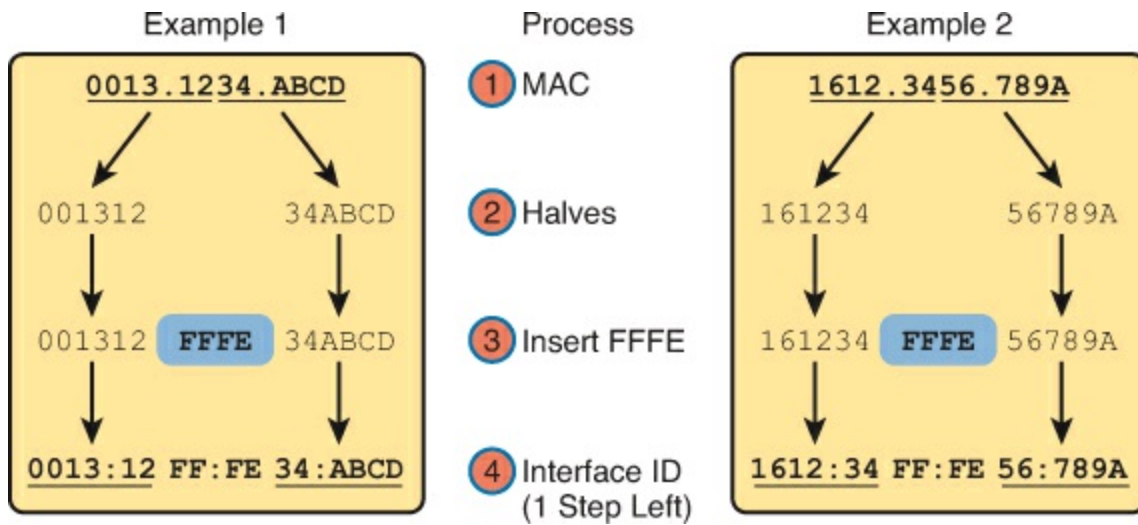 Example 1 Process Example 2
0013.1234.ABCD 1 MAC 1612.3456.789A
001312 34ABCD 2 Halves 161234 56789A
001312 FFFE 34ABCD 3 Insert FFFE 161234 FFFE 56789A
0013:12 FF:FE 34:ABCD 4 Interface ID 1612:34 FF:FE 56:789A
(1 Step Left)